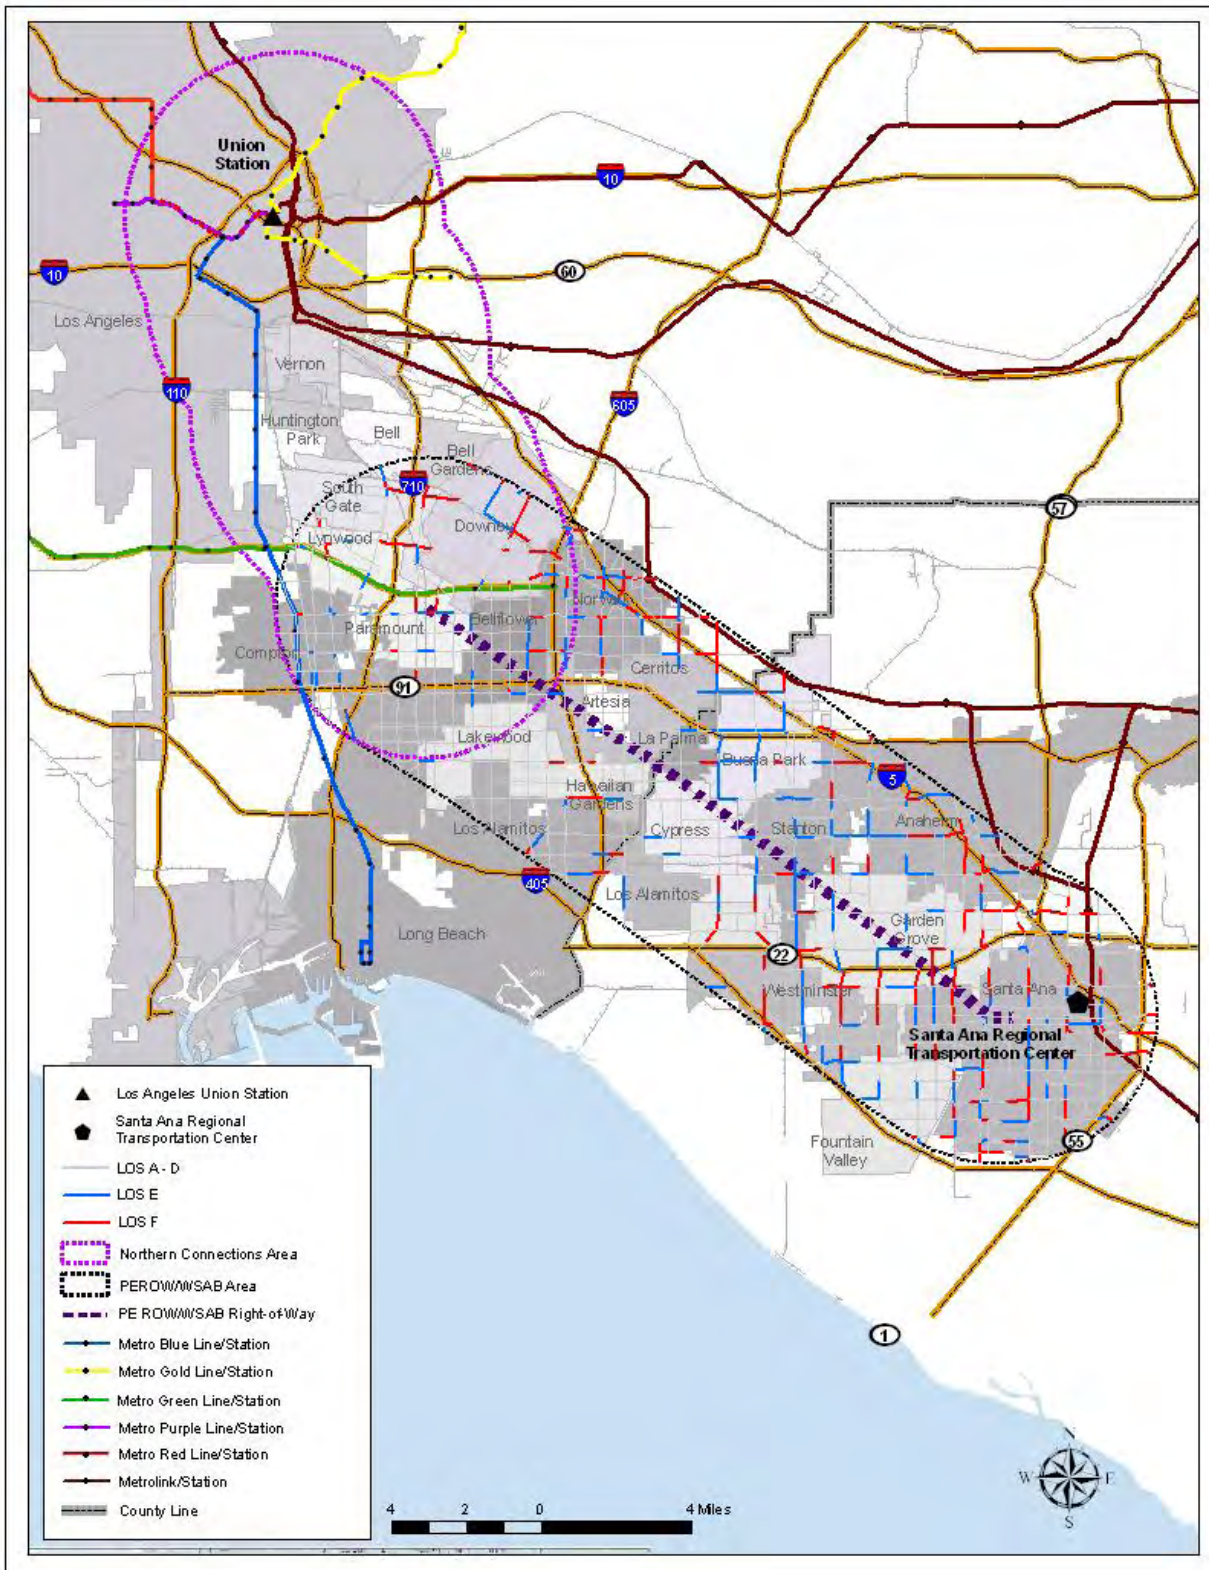 Union
Station
10
10
60
Los Angeles
Vernon
110
605
Huntington
Park
Bell
Bell
Gardens
710
South
Gate
57
Downey
Lynwood
Norwalk
Bellflower
Paramount
Compton
Cerritos
91
Artesia
Lakewood
La Palma
Buena Park
5
Hawaiian
Gardens
Los Alamitos
Cypress
Stanton
Anaheim
405
Los Alamitos
Garden
Grove
Long Beach
22
Westminster
Santa Ana
Santa Ana Regional
Transportation Center
55
Fountain
Valley
1
Los Angeles Union Station
Santa Ana Regional
Transportation Center
LOS A - D
LOS E
LOS F
Northern Connections Area
PEROW/WSAB Area
PE ROW/WSAB Right-of-Way
Metro Blue Line/Station
Metro Gold Line/Station
Metro Green Line/Station
Metro Purple Line/Station
Metro Red Line/Station
Metrolink/Station
County Line
4 2 0 4 Miles
N
W E
S